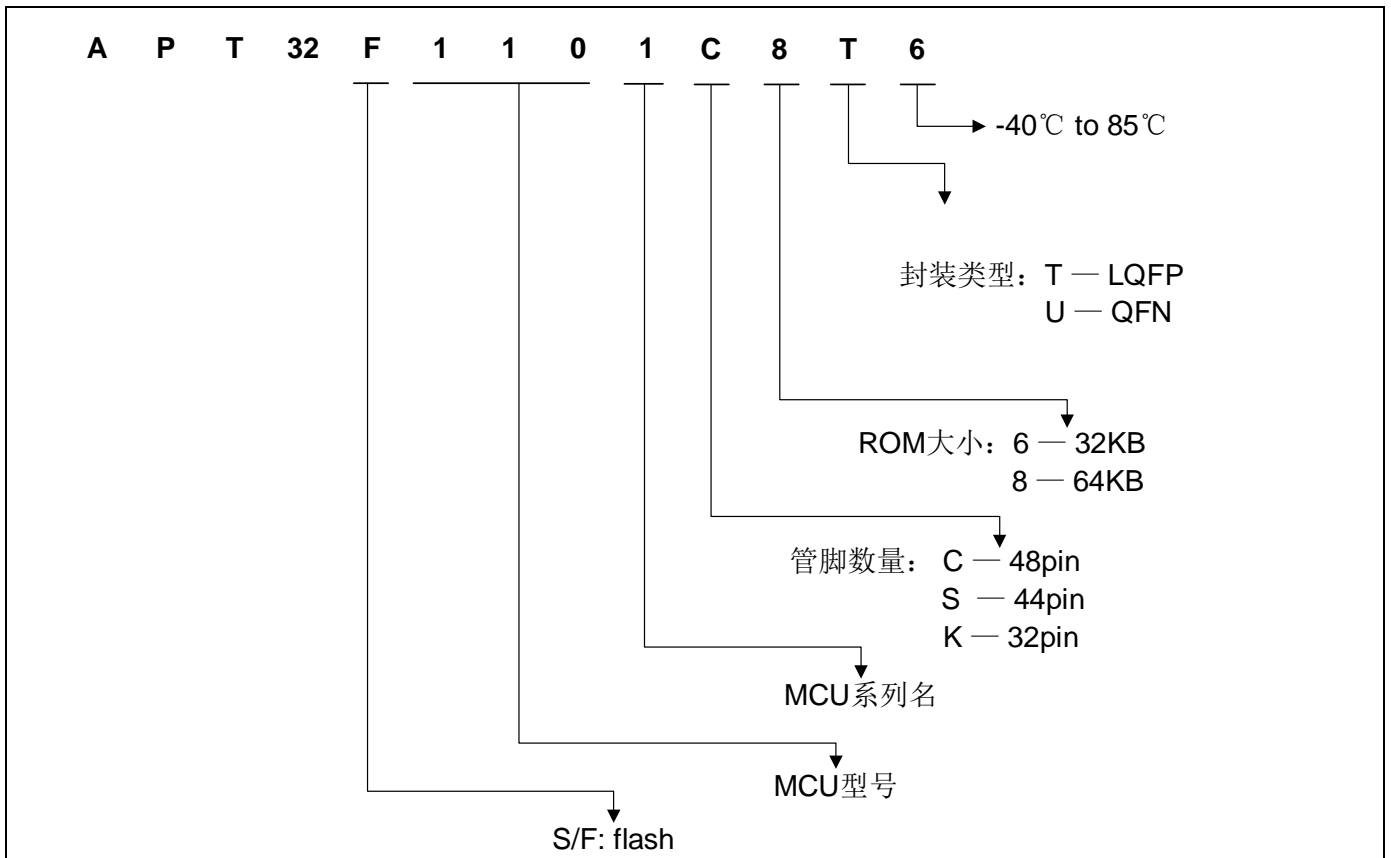 A P T 32 F 1 1 0 1 C 8 T 6
-40℃ to 85℃
封装类型：T — LQFP
U — QFN
ROM大小：6 — 32KB
8 — 64KB
管脚数量： C — 48pin
S — 44pin
K — 32pin
MCU系列名
MCU型号
S/F: flash